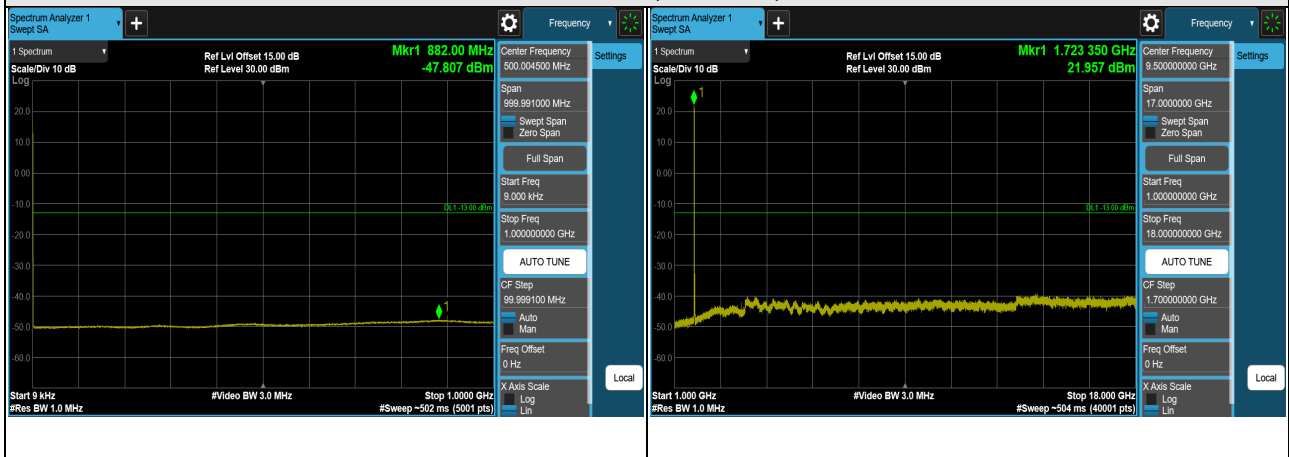 Spectrum Analyzer 1
Swept SA
Frequency
1 Spectrum
Scale/Div 10 dB
Log
Ref Lvl Offset 15.00 dB
Ref Level 30.00 dBm
Mkr1 882.00 MHz
-47.807 dBm
1
20.0
10.0
0.00
-10.0
-20.0
-30.0
-40.0
-50.0
-60.0
DL1 -13.00 dBm
Start 9 kHz
#Res BW 1.0 MHz
#Video BW 3.0 MHz
Stop 1.0000 GHz
#Sweep ~502 ms (5001 pts)
Center Frequency
500.004500 MHz
Settings
Span
999.991000 MHz
Swept Span
Zero Span
Full Span
Start Freq
9.000 kHz
Stop Freq
1.000000000 GHz
AUTO TUNE
CF Step
99.999100 MHz
Auto
Man
Freq Offset
0 Hz
Local
X Axis Scale
Log
Lin
Spectrum Analyzer 1
Swept SA
Frequency
1 Spectrum
Scale/Div 10 dB
Log
Ref Lvl Offset 15.00 dB
Ref Level 30.00 dBm
Mkr1 1.723 350 GHz
21.957 dBm
1
20.0
10.0
0.00
-10.0
-20.0
-30.0
-40.0
-50.0
-60.0
DL1 -13.00 dBm
Start 1.000 GHz
#Res BW 1.0 MHz
#Video BW 3.0 MHz
Stop 18.000 GHz
#Sweep ~504 ms (40001 pts)
Center Frequency
9.500000000 GHz
Settings
Span
17.0000000 GHz
Swept Span
Zero Span
Full Span
Start Freq
1.000000000 GHz
Stop Freq
18.000000000 GHz
AUTO TUNE
CF Step
1.700000000 GHz
Auto
Man
Freq Offset
0 Hz
Local
X Axis Scale
Log
Lin